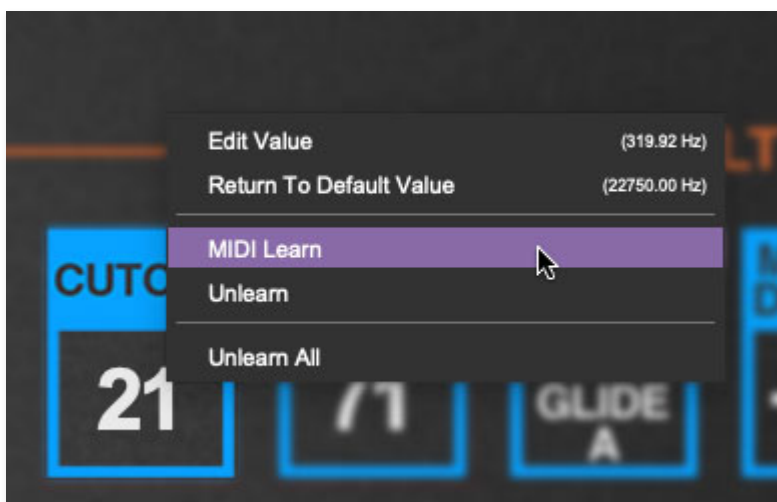 Edit Value (319.92 Hz)
LT
Return To Default Value (22750.00 Hz)
MIDI Learn
CUTO
Unlearn
Unlearn All
21 71 GLIDE
A